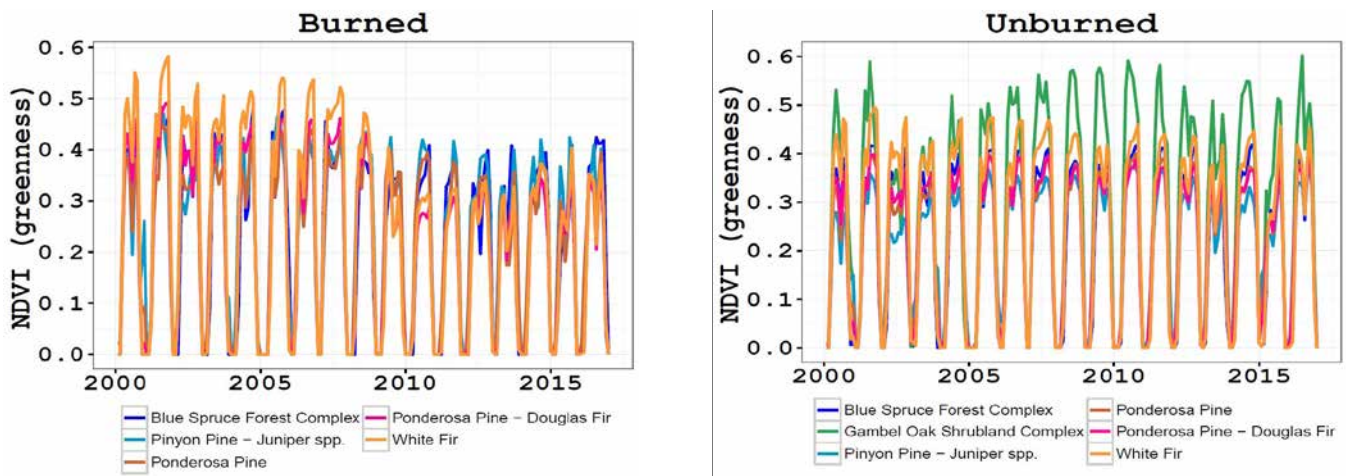 Burned
NDVI (greenness)
0.6
0.5
0.4
0.3
0.2
0.1
0.0
2000 2005 2010 2015
Blue Spruce Forest Complex
Ponderosa Pine – Douglas Fir
Pinyon Pine – Juniper spp.
White Fir
Ponderosa Pine
Unburned
NDVI (greenness)
0.6
0.5
0.4
0.3
0.2
0.1
0.0
2000 2005 2010 2015
Blue Spruce Forest Complex
Ponderosa Pine
Gambel Oak Shrubland Complex
Ponderosa Pine – Douglas Fir
Pinyon Pine – Juniper spp.
White Fir